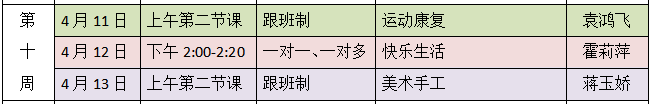 第十周
4月11日 上午第二节课 跟班制 运动康复 袁鸿飞
4月12日 下午 2:00-2:20 一对一、一对多 快乐生活 霍莉萍
4月13日 上午第二节课 跟班制 美术手工 蒋玉娇